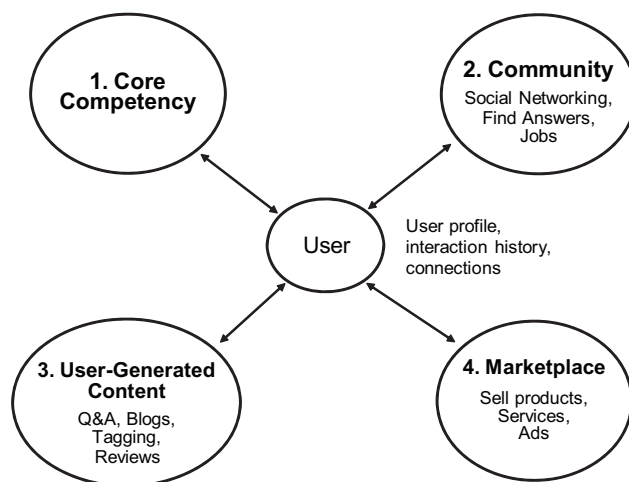 1. Core
Competency
2. Community
Social Networking,
Find Answers,
Jobs
User
User profile,
interaction history,
connections
3. User-Generated
Content
Q&A, Blogs,
Tagging,
Reviews
4. Marketplace
Sell products,
Services,
Ads